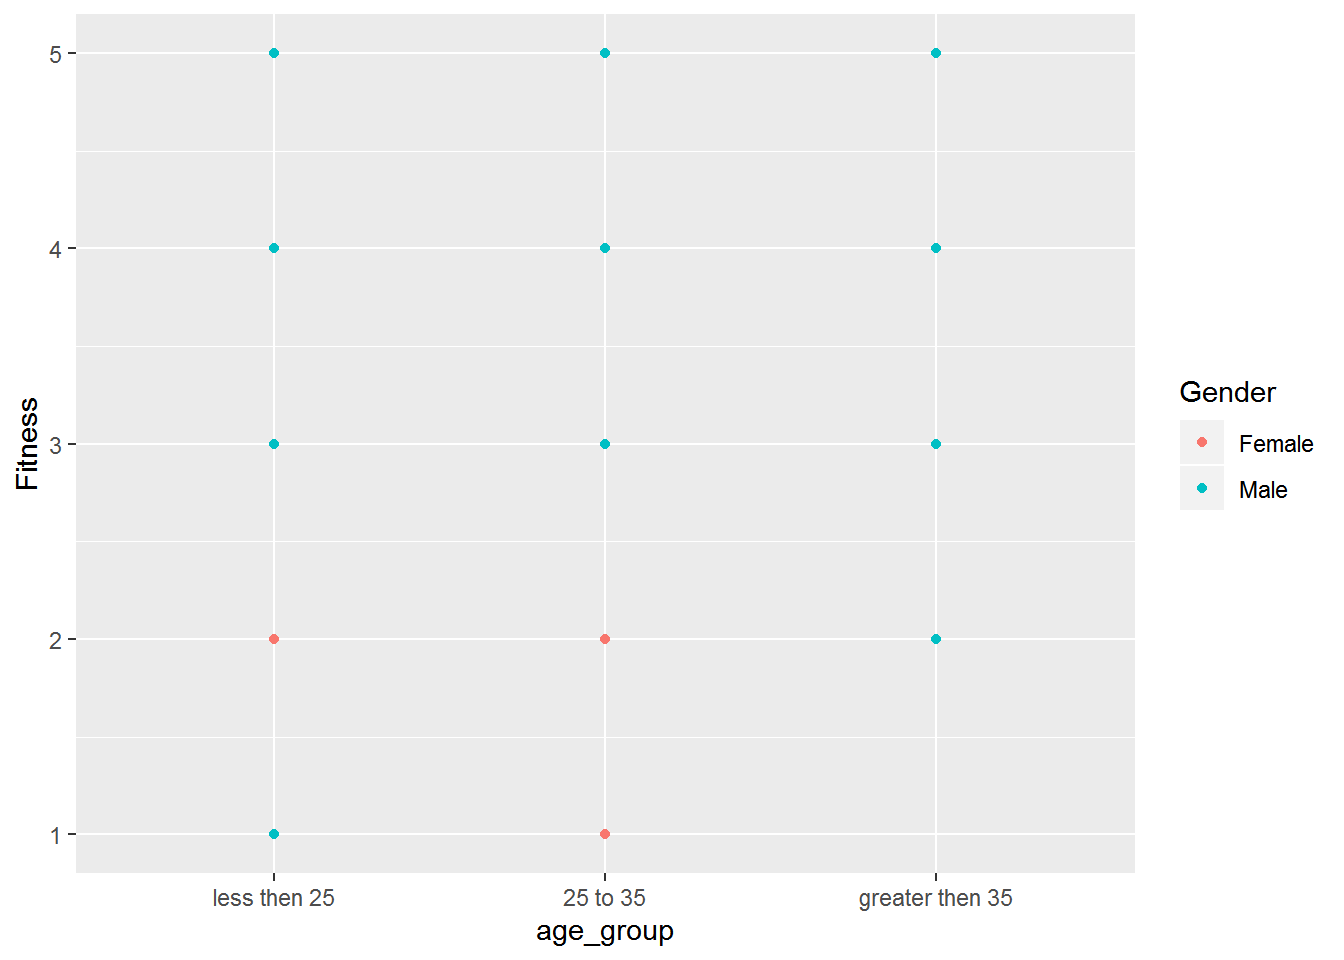 5
4
3
2
1
Fitness
less then 25
25 to 35
greater then 35
age_group
Gender
Female
Male